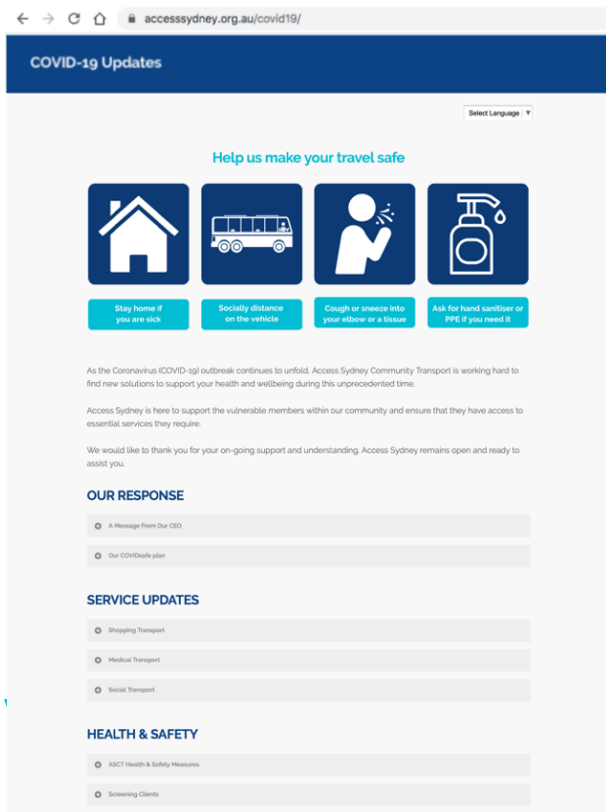 accesssydney.org.au/covid19/
COVID-19 Updates
Select Language ▼
Help us make your travel safe
Stay home if
you are sick
Socially distance
on the vehicle
Cough or sneeze into
your elbow or a tissue
Ask for hand sanitiser or
PPE if you need it
As the Coronavirus (COVID-19) outbreak continues to unfold, Access Sydney Community Transport is working hard to
find new solutions to support your health and wellbeing during this unprecedented time.
Access Sydney is here to support the vulnerable members within our community and ensure that they have access to
essential services they require.
We would like to thank you for your on-going support and understanding. Access Sydney remains open and ready to
assist you.
OUR RESPONSE
A Message From Our CEO
Our COVIDsafe plan
SERVICE UPDATES
Shopping Transport
Medical Transport
Social Transport
HEALTH & SAFETY
ASCT Health & Safety Measures
Screening Clients